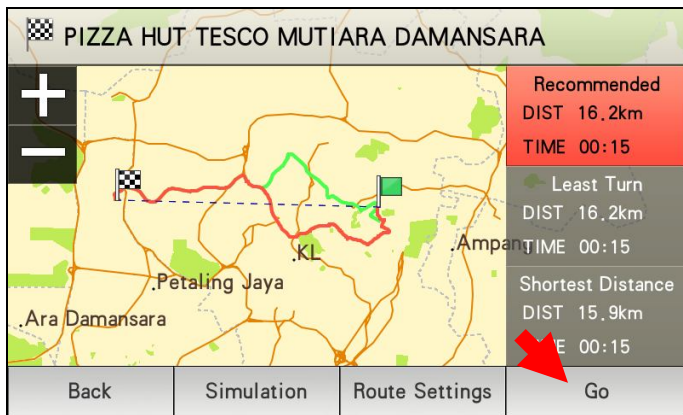 PIZZA HUT TESCO MUTIARA DAMANSARA
Recommended
DIST 16.2km
TIME 00:15
Least Turn
DIST 16.2km
TIME 00:15
Shortest Distance
DIST 15.9km
00:15
.KL
.Ampang
.Petaling Jaya
.Ara Damansara
Back
Simulation
Route Settings
Go